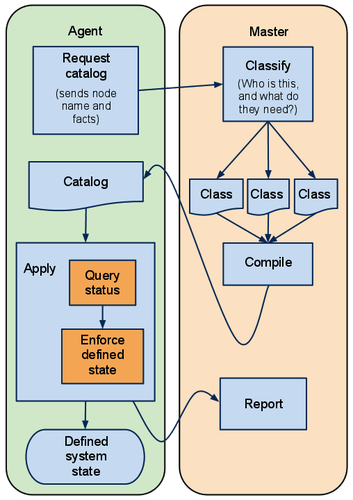 Agent
Request
catalog
(sends node
name and
facts)
Catalog
Apply
Query
status
Enforce
defined
state
Defined
system
state
Master
Classify
(Who is this,
and what do
they need?)
Class
Class
Class
Compile
Report